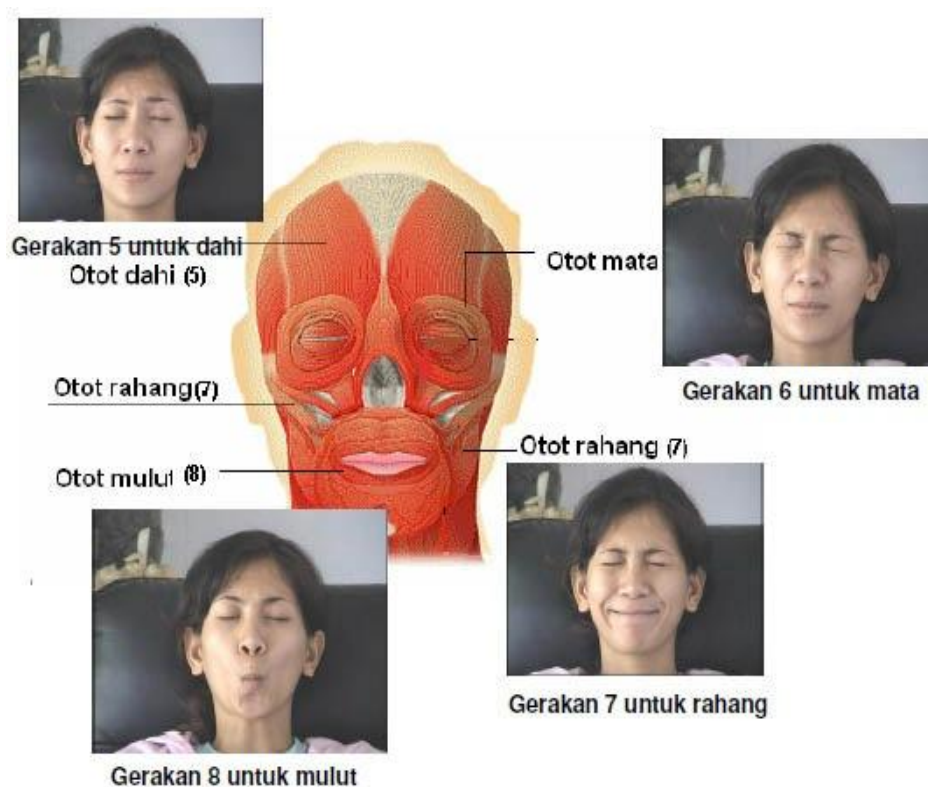 Gerakan 5 untuk dahi
Otot dahi (5)
Otot mata
Gerakan 6 untuk mata
Otot rahang(7)
Otot rahang (7)
Otot mulut (8)
Gerakan 7 untuk rahang
Gerakan 8 untuk mulut